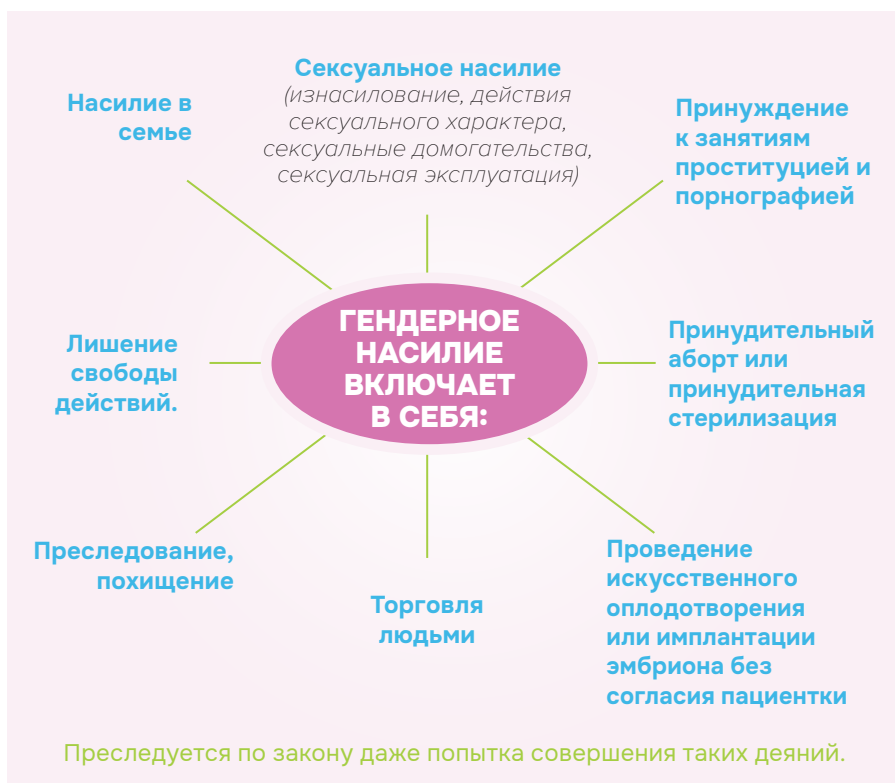 Сексуальное насилие
(изнасилование, действия
сексуального характера,
сексуальные домогательства,
сексуальная эксплуатация)
Насилие в
семье
Принуждение
к занятиям
проституцией и
порнографией
ГЕНДЕРНОЕ
НАСИЛИЕ
ВКЛЮЧАЕТ
В СЕБЯ:
Лишение
свободы
действий.
Принудительный
аборт или
принудительная
стерилизация
Преследование,
похищение
Торговля
людьми
Проведение
искусственного
оплодотворения
или имплантации
эмбриона без
согласия пациентки
Преследуется по закону даже попытка совершения таких деяний.